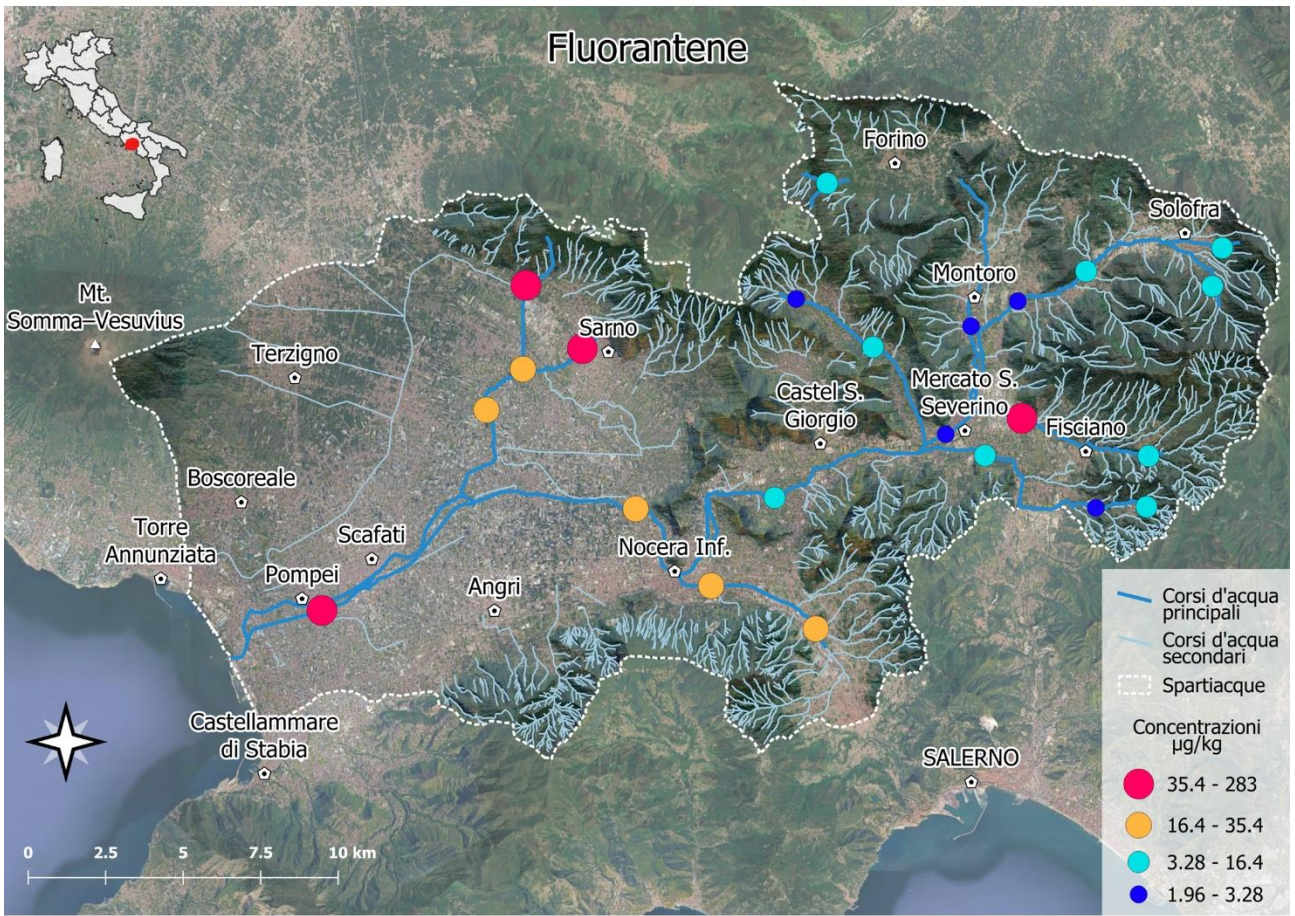 Fluorantene
Forino
Solofra
Montoro
Mt.
Somma–Vesuvius
Sarno
Terzigno
Castel S.
Giorgio
Mercato S.
Severino
Fisciano
Boscoreale
Torre
Annunziata
Scafati
Nocera Inf.
Pompei
Angri
Castellammare
di Stabia
SALERNO
Corsi d'acqua
principali
Corsi d'acqua
secondari
Spartiacque
Concentrazioni
µg/kg
35.4 - 283
16.4 - 35.4
3.28 - 16.4
1.96 - 3.28
0 2.5 5 7.5 10 km